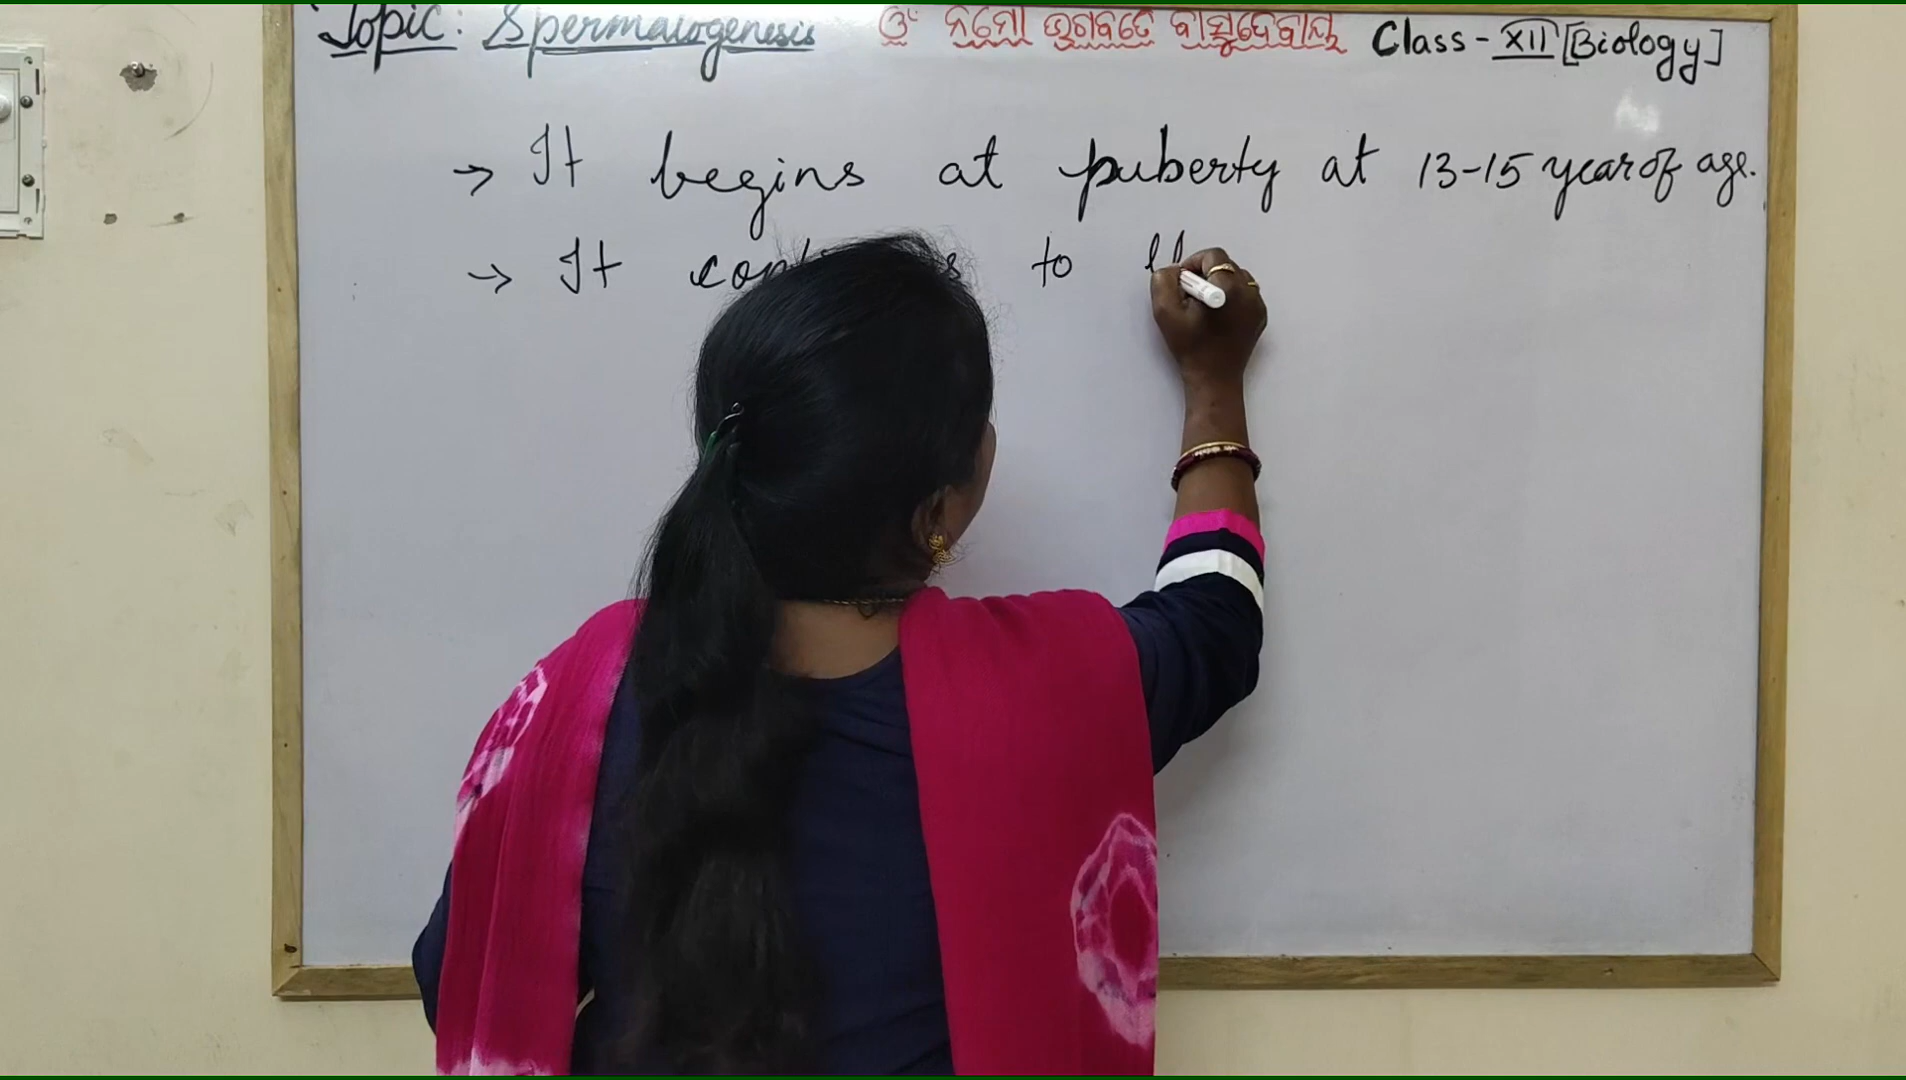 Topic: Spermatogenesis ଓଁ ନମୋ ଭଗବତେ ବାସୁଦେବାୟ Class - XII [Biology]
→ It begins at puberty at 13-15 year of age.
→ It to